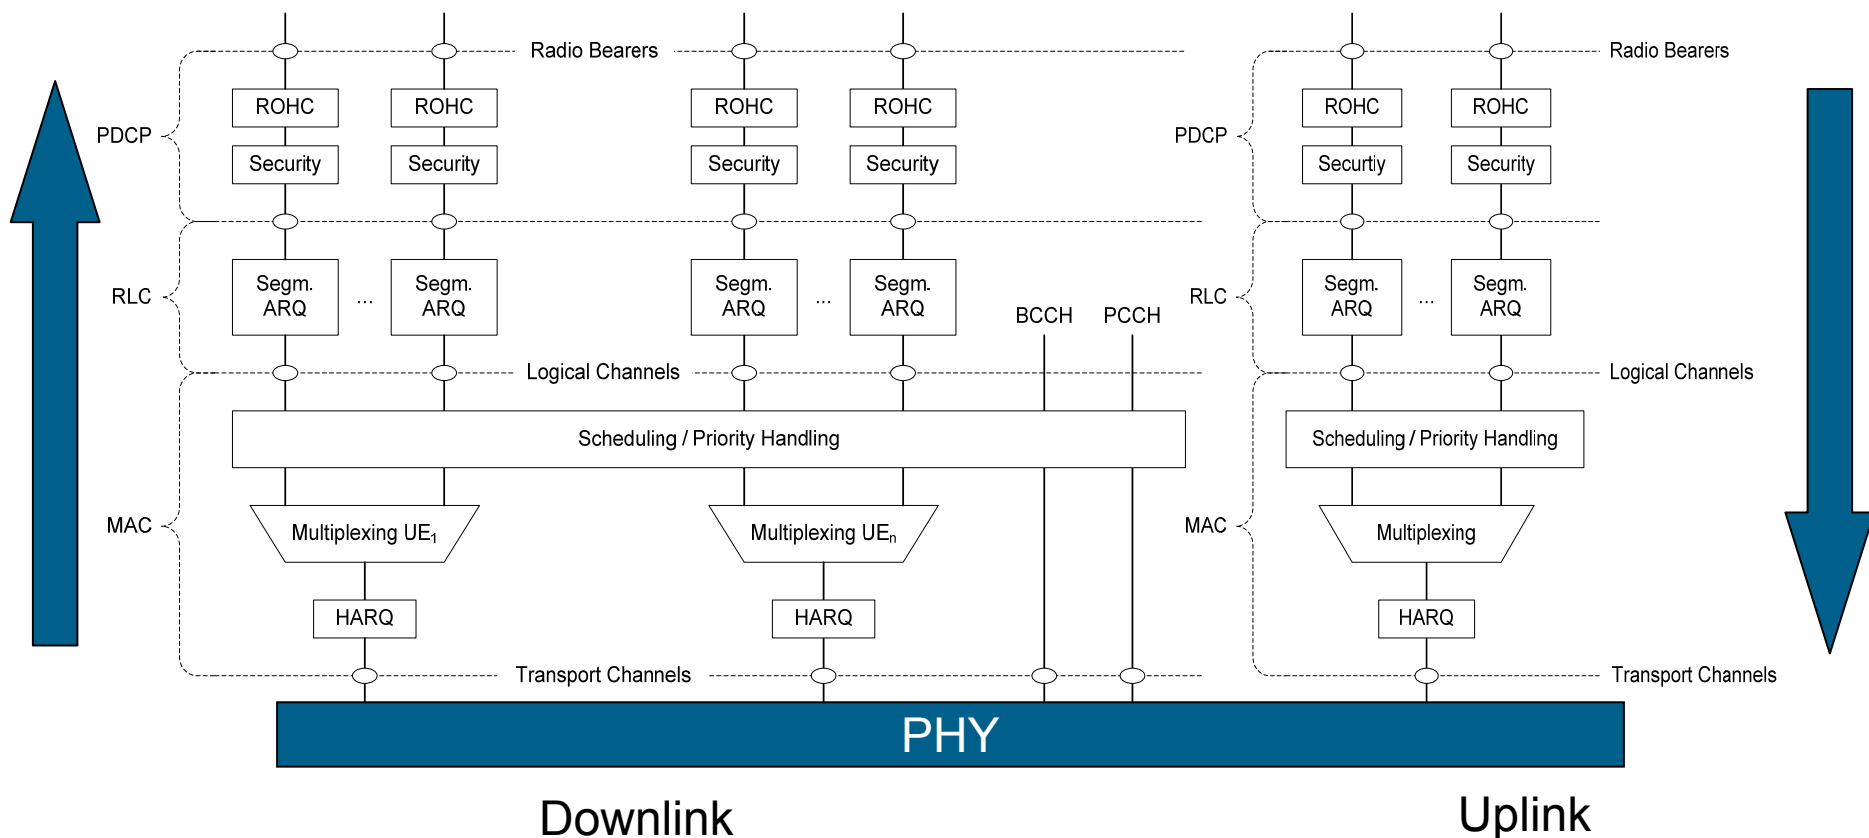 Radio Bearers
Radio Bearers
ROHC ROHC ROHC ROHC ROHC ROHC
PDCP PDCP
Security Security Security Security Securtiy Security
Segm. ARQ ... Segm. ARQ Segm. ARQ ... Segm. ARQ Segm. ARQ ... Segm. ARQ
RLC RLC
BCCH PCCH
Logical Channels Logical Channels
Scheduling / Priority Handling Scheduling / Priority Handling
MAC MAC
Multiplexing UE₁ Multiplexing UEₙ Multiplexing
HARQ HARQ HARQ
Transport Channels Transport Channels
PHY
Downlink Uplink